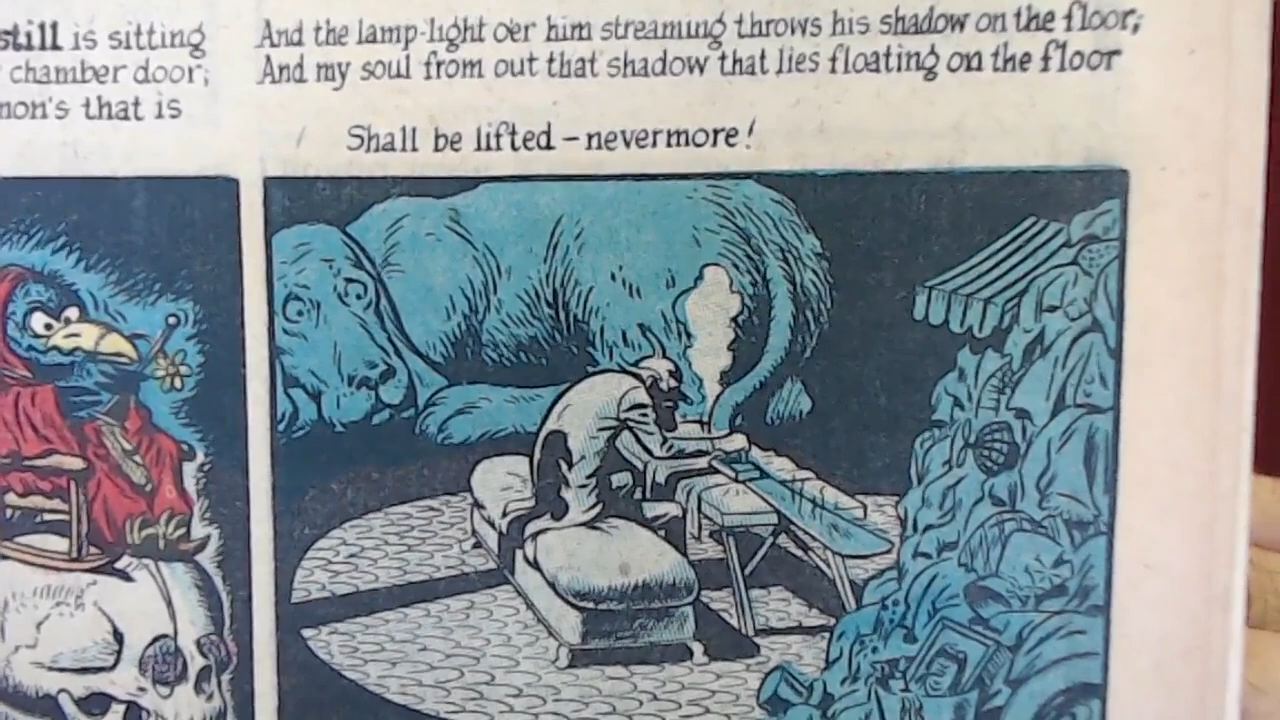 still is sitting
chamber door;
mon's that is
And the lamp-light o'er him streaming throws his shadow on the floor;
And my soul from out that shadow that lies floating on the floor
Shall be lifted – nevermore!